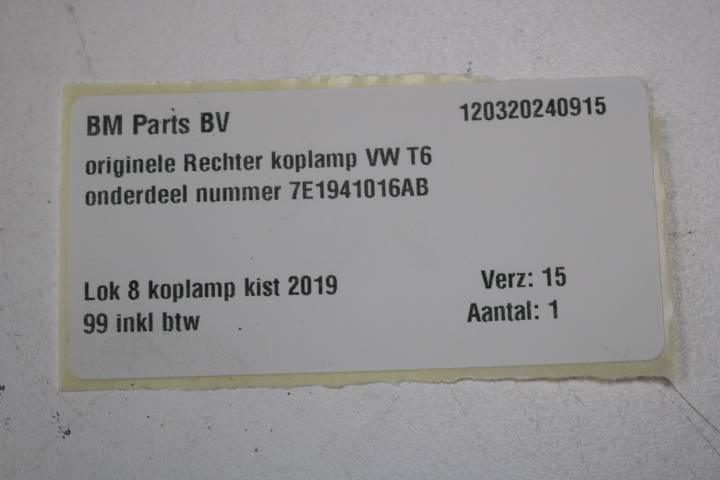 BM Parts BV
120320240915
originele Rechter koplamp VW T6
onderdeel nummer 7E1941016AB
Lok 8 koplamp kist 2019
Verz: 15
99 inkl btw
Aantal: 1